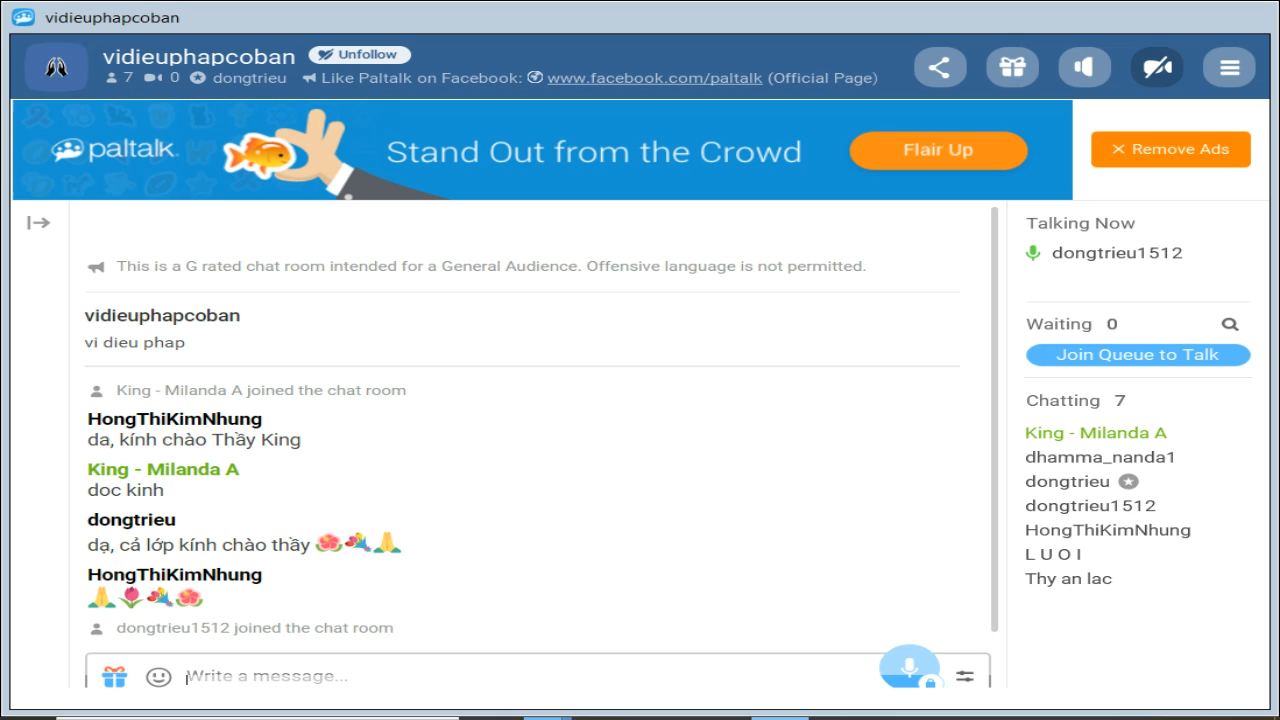 vidieuphapcoban
vidieuphapcoban Unfollow
7 0 dongtrieu Like Paltalk on Facebook: www.facebook.com/paltalk (Official Page)
paltalk Stand Out from the Crowd Flair Up
× Remove Ads
This is a G rated chat room intended for a General Audience. Offensive language is not permitted.
vidieuphapcoban
vi dieu phap
King - Milanda A joined the chat room
HongThiKimNhung
da, kính chào Thầy King
King - Milanda A
doc kinh
dongtrieu
dạ, cả lớp kính chào thầy
HongThiKimNhung
dongtrieu1512 joined the chat room
Write a message...
Talking Now
dongtrieu1512
Waiting 0
Join Queue to Talk
Chatting 7
King - Milanda A
dhamma_nanda1
dongtrieu
dongtrieu1512
HongThiKimNhung
L U O I
Thy an lac